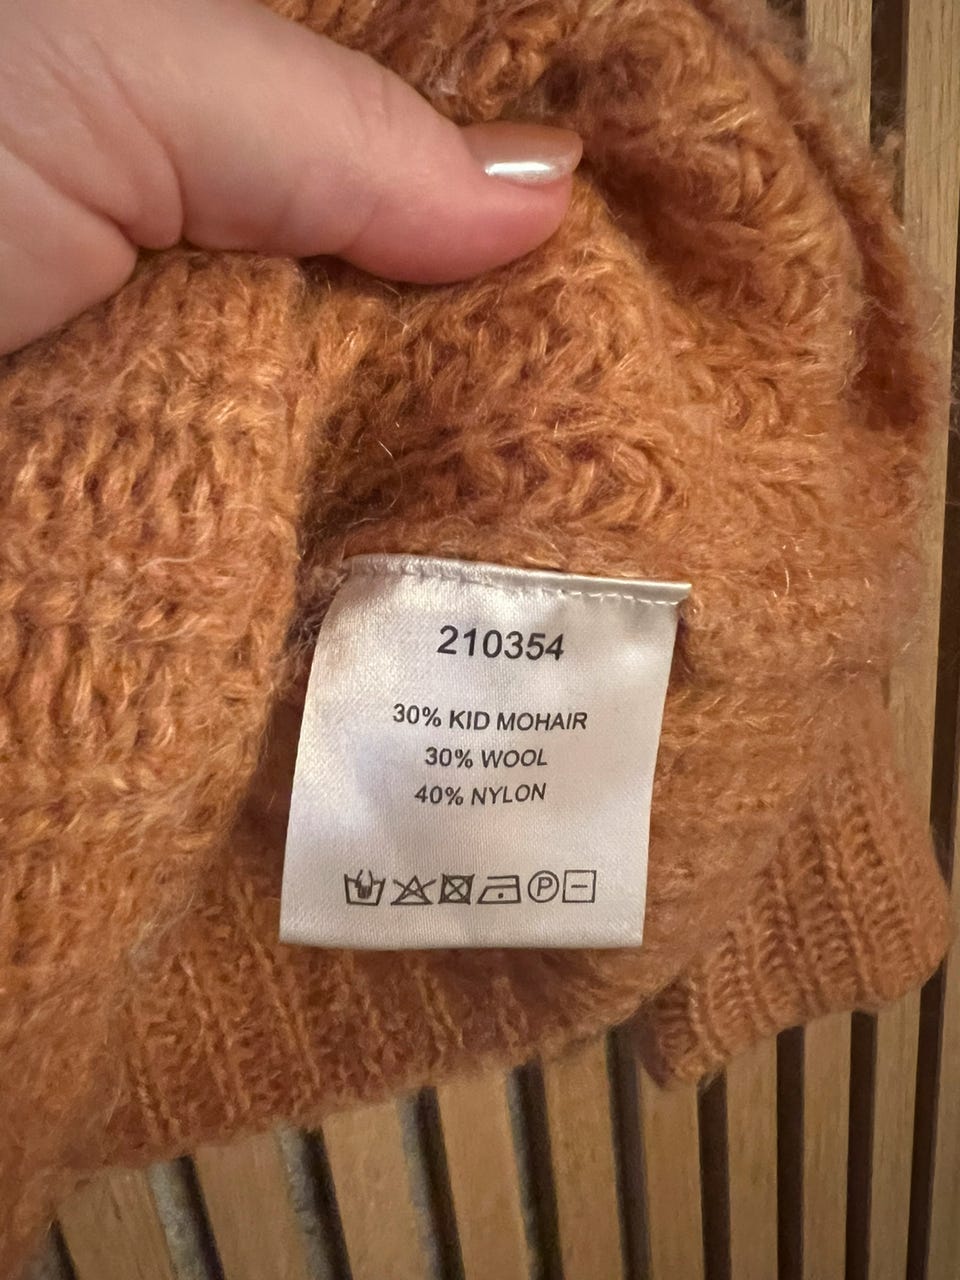 210354
30% KID MOHAIR
30% WOOL
40% NYLON
P